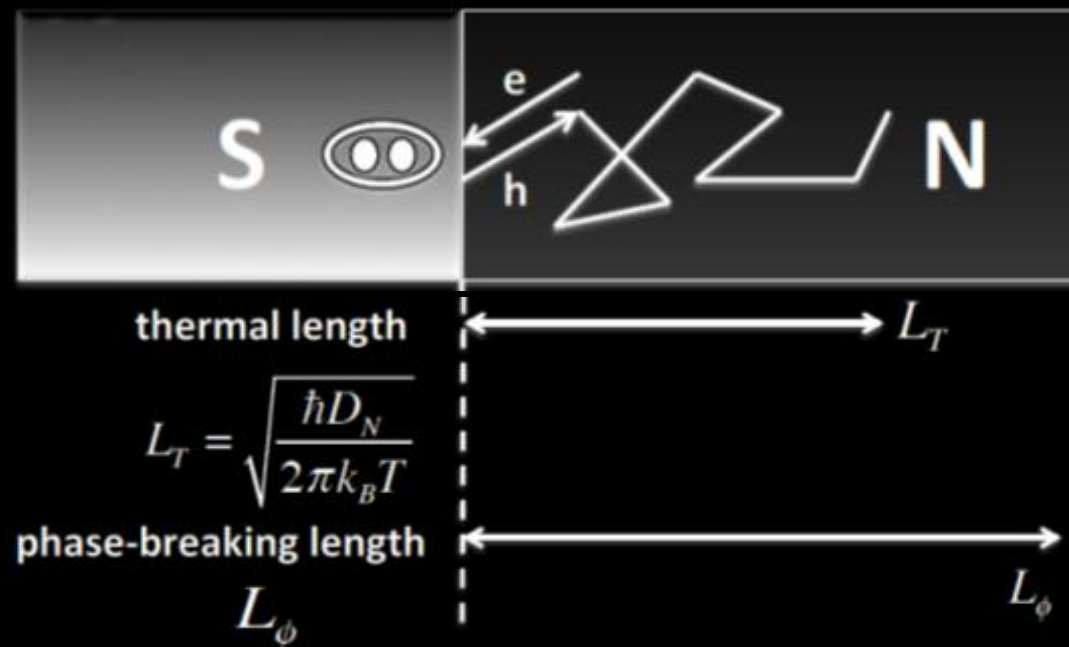 e
S
N
h
thermal length
L_T
L_T = √(ħD_N / 2πk_BT)
phase-breaking length
L_ϕ
L_ϕ